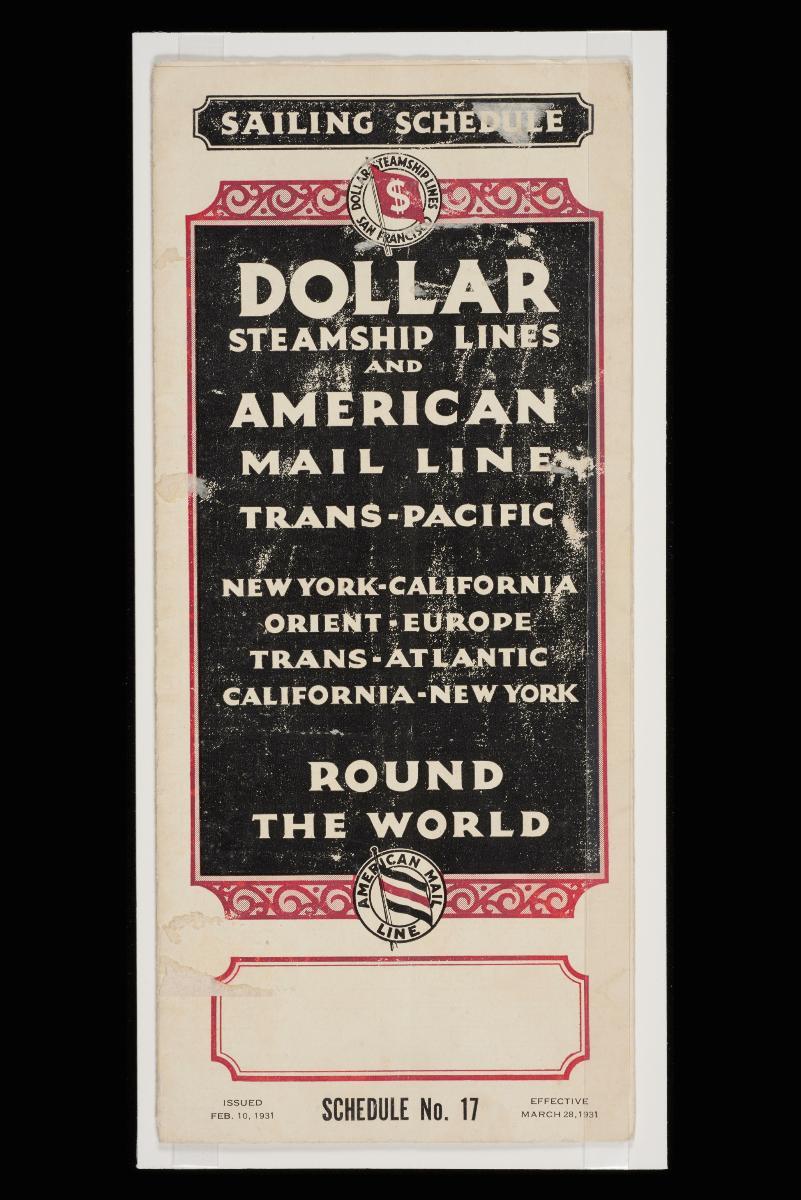 SAILING SCHEDULE
DOLLAR STEAMSHIP LINES
$
SAN FRANCISCO
DOLLAR
STEAMSHIP LINES
AND
AMERICAN
MAIL LINE
TRANS-PACIFIC
NEW YORK-CALIFORNIA
ORIENT-EUROPE
TRANS-ATLANTIC
CALIFORNIA-NEW YORK
ROUND
THE WORLD
AMERICAN MAIL
LINE
ISSUED
FEB. 10, 1931
SCHEDULE No. 17
EFFECTIVE
MARCH 28, 1931